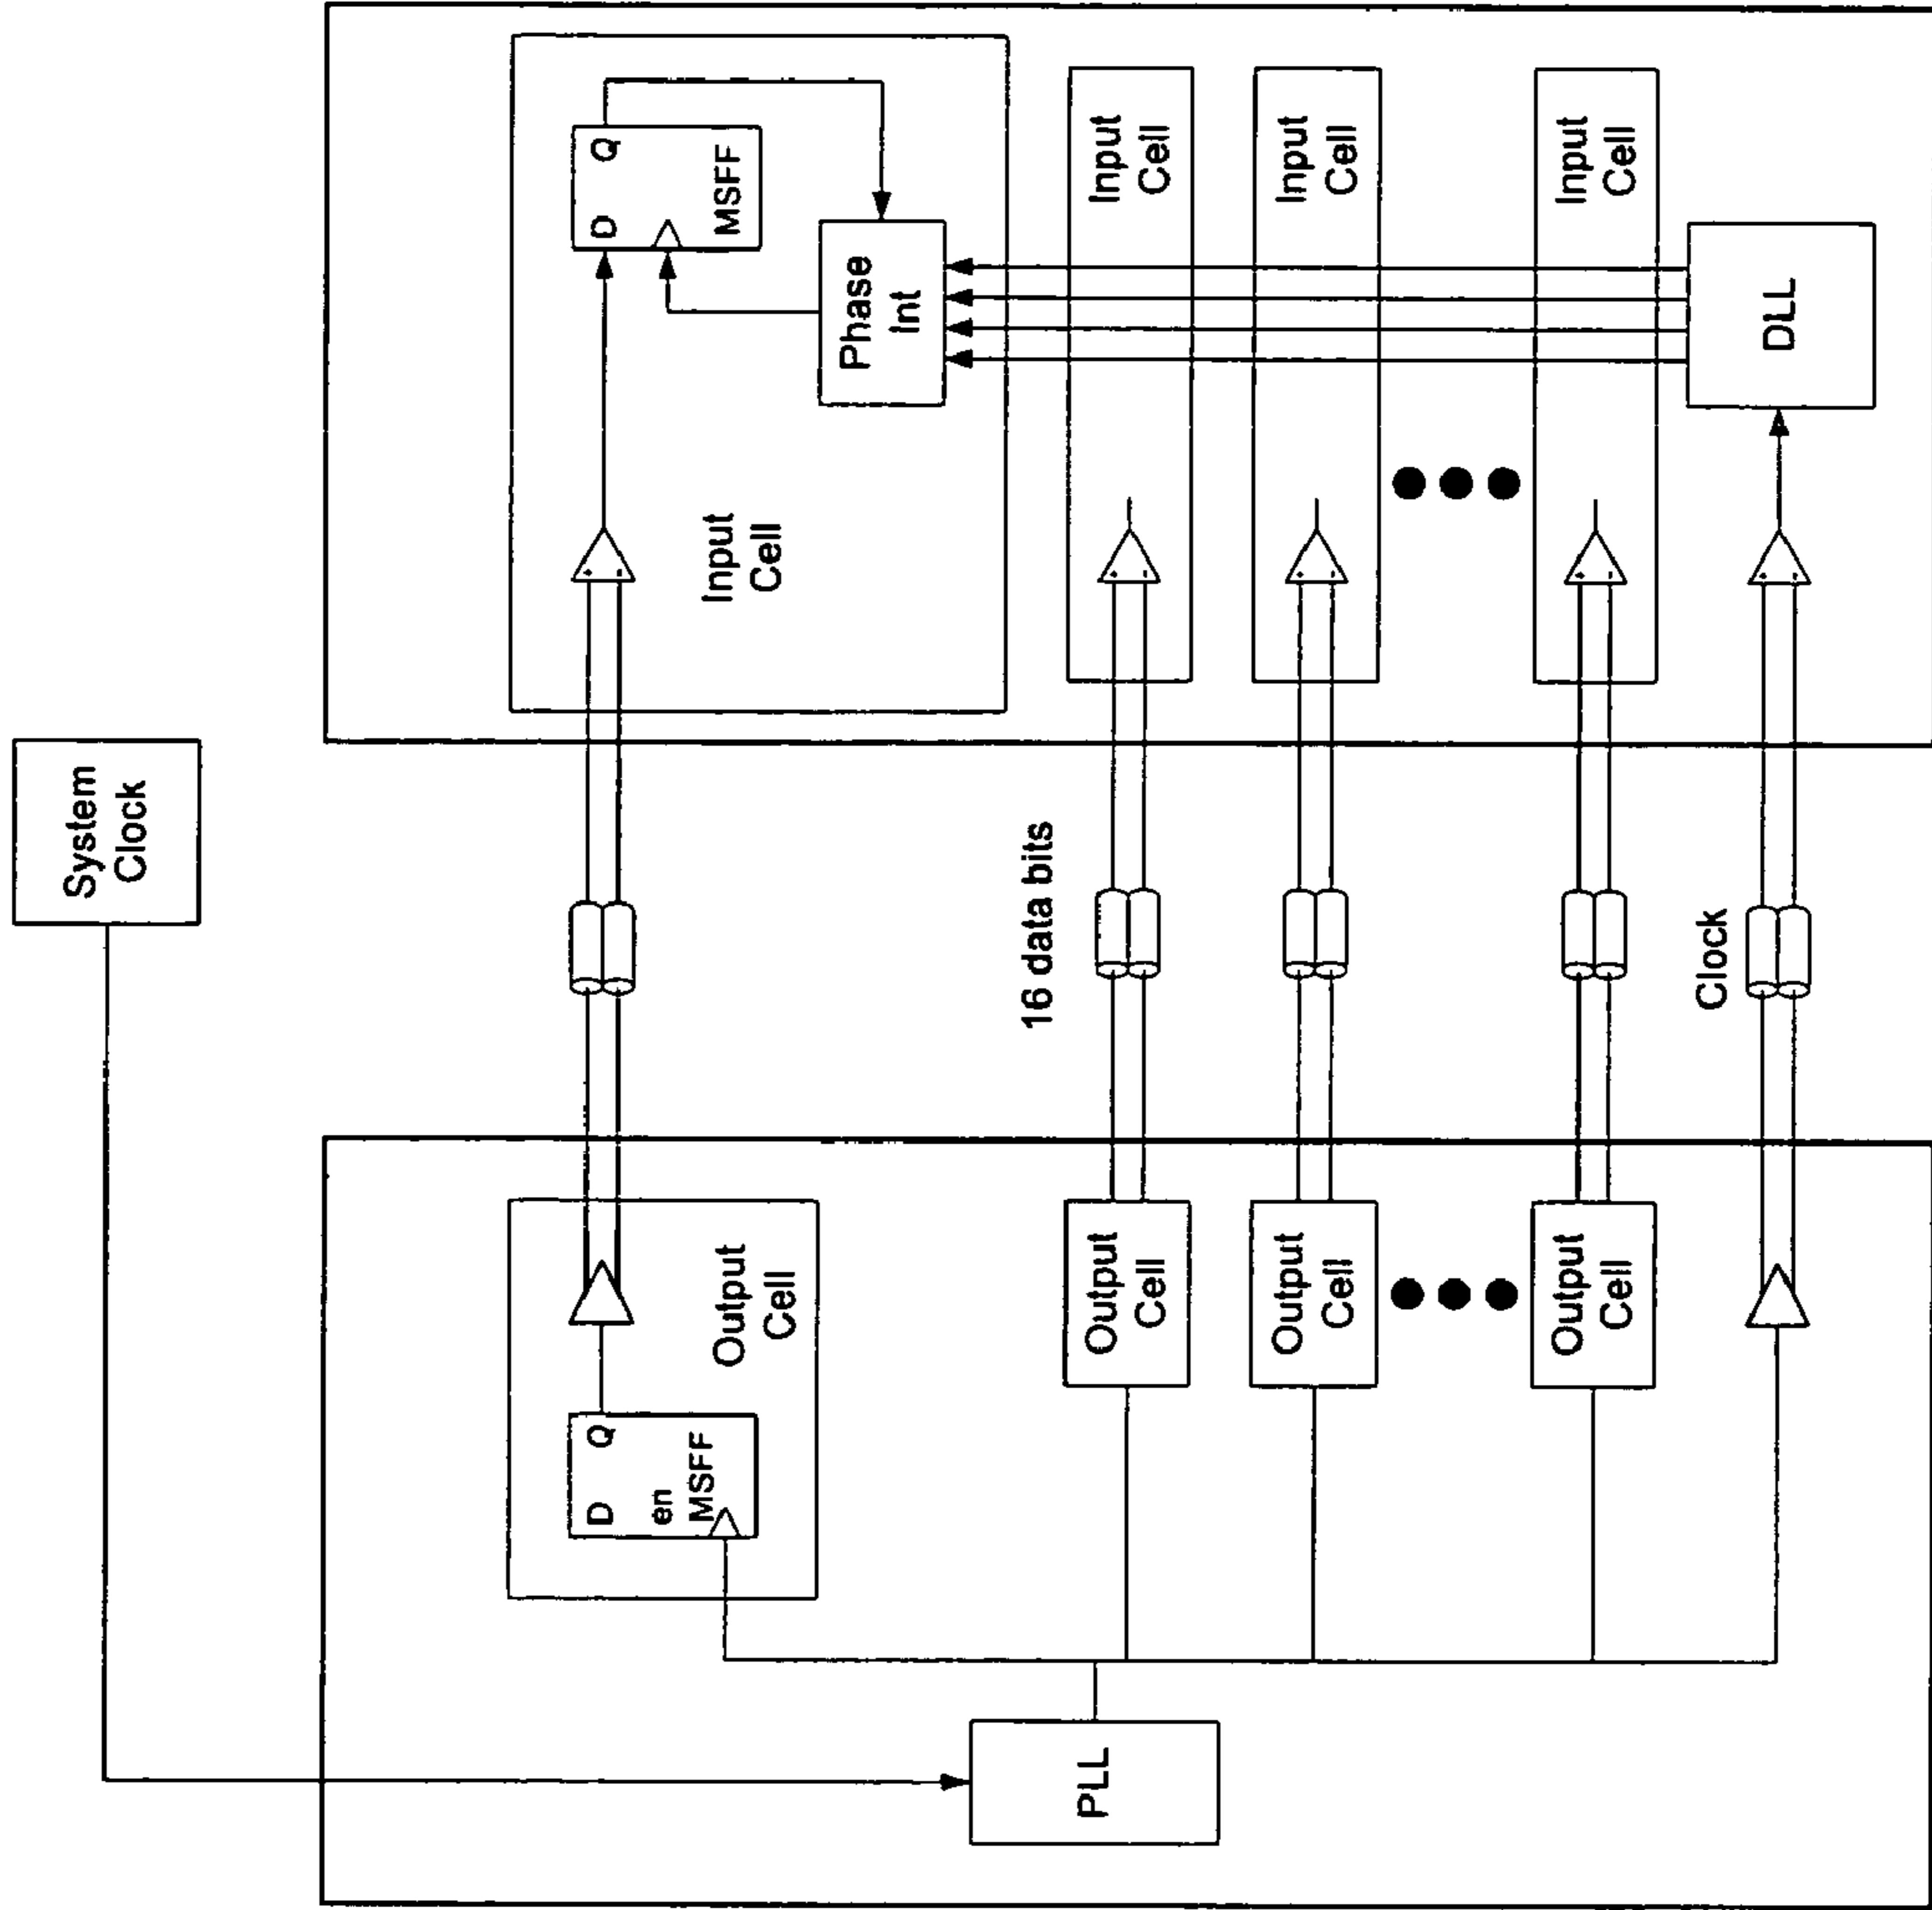 System
Clock
D
Q
en
MSFF
Output
Cell
Input
Cell
D
Q
MSFF
Phase
Int
16 data bits
Output
Cell
Input
Cell
PLL
Output
Cell
Input
Cell
Output
Cell
Input
Cell
Clock
DLL